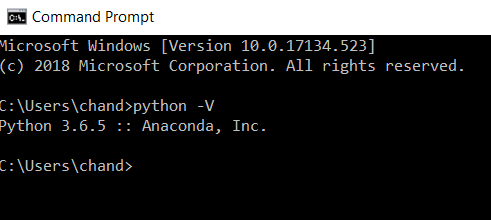 Command Prompt
Microsoft Windows [Version 10.0.17134.523]
(c) 2018 Microsoft Corporation. All rights reserved.
C:\Users\chand>python -V
Python 3.6.5 :: Anaconda, Inc.
C:\Users\chand>